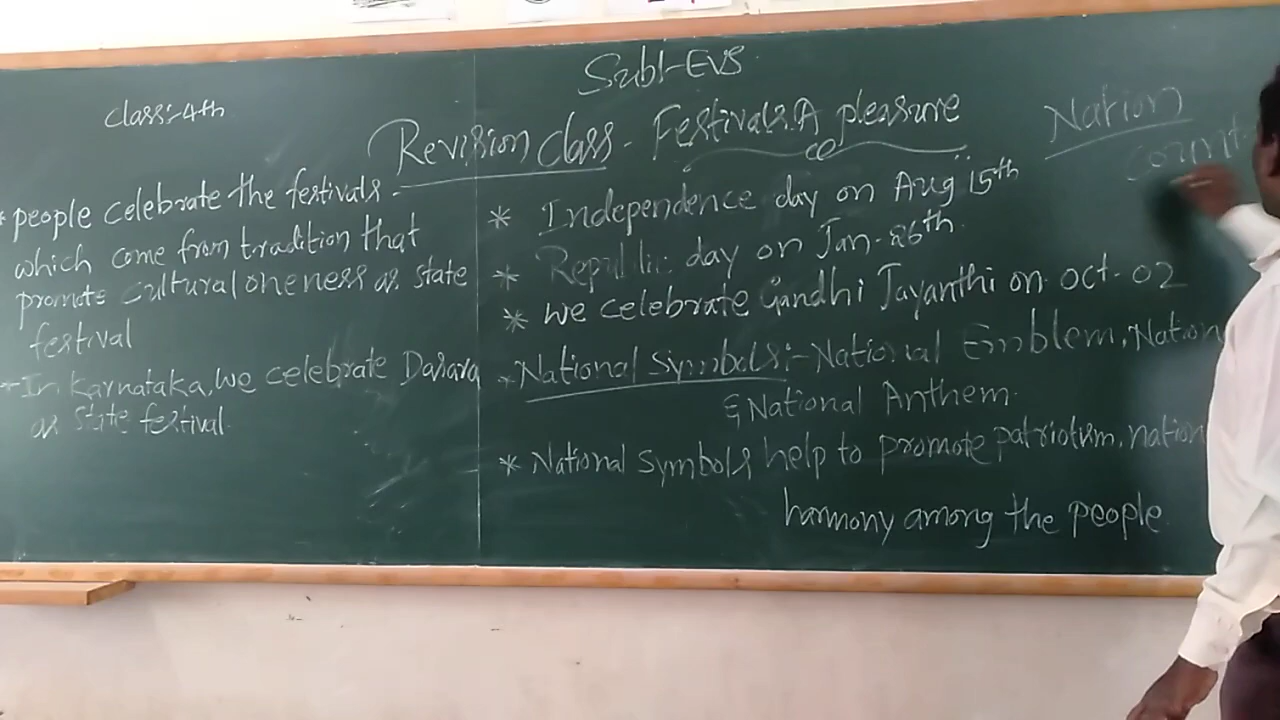 Sub:-EVS
Class:-4th
Revision class - Festivals. A pleasure
Nation
* people celebrate the festivals -
which come from tradition that
promote cultural oneness as state
festival
* In Karnataka, we celebrate Dasara
as state festival.
* Independence day on Aug 15th
* Republic day on Jan-26th.
* we celebrate Gandhi Jayanthi on Oct-02
* National Symbols:-National Emblem, Nation
& National Anthem.
* National Symbols help to promote patriotism, nation
harmony among the people